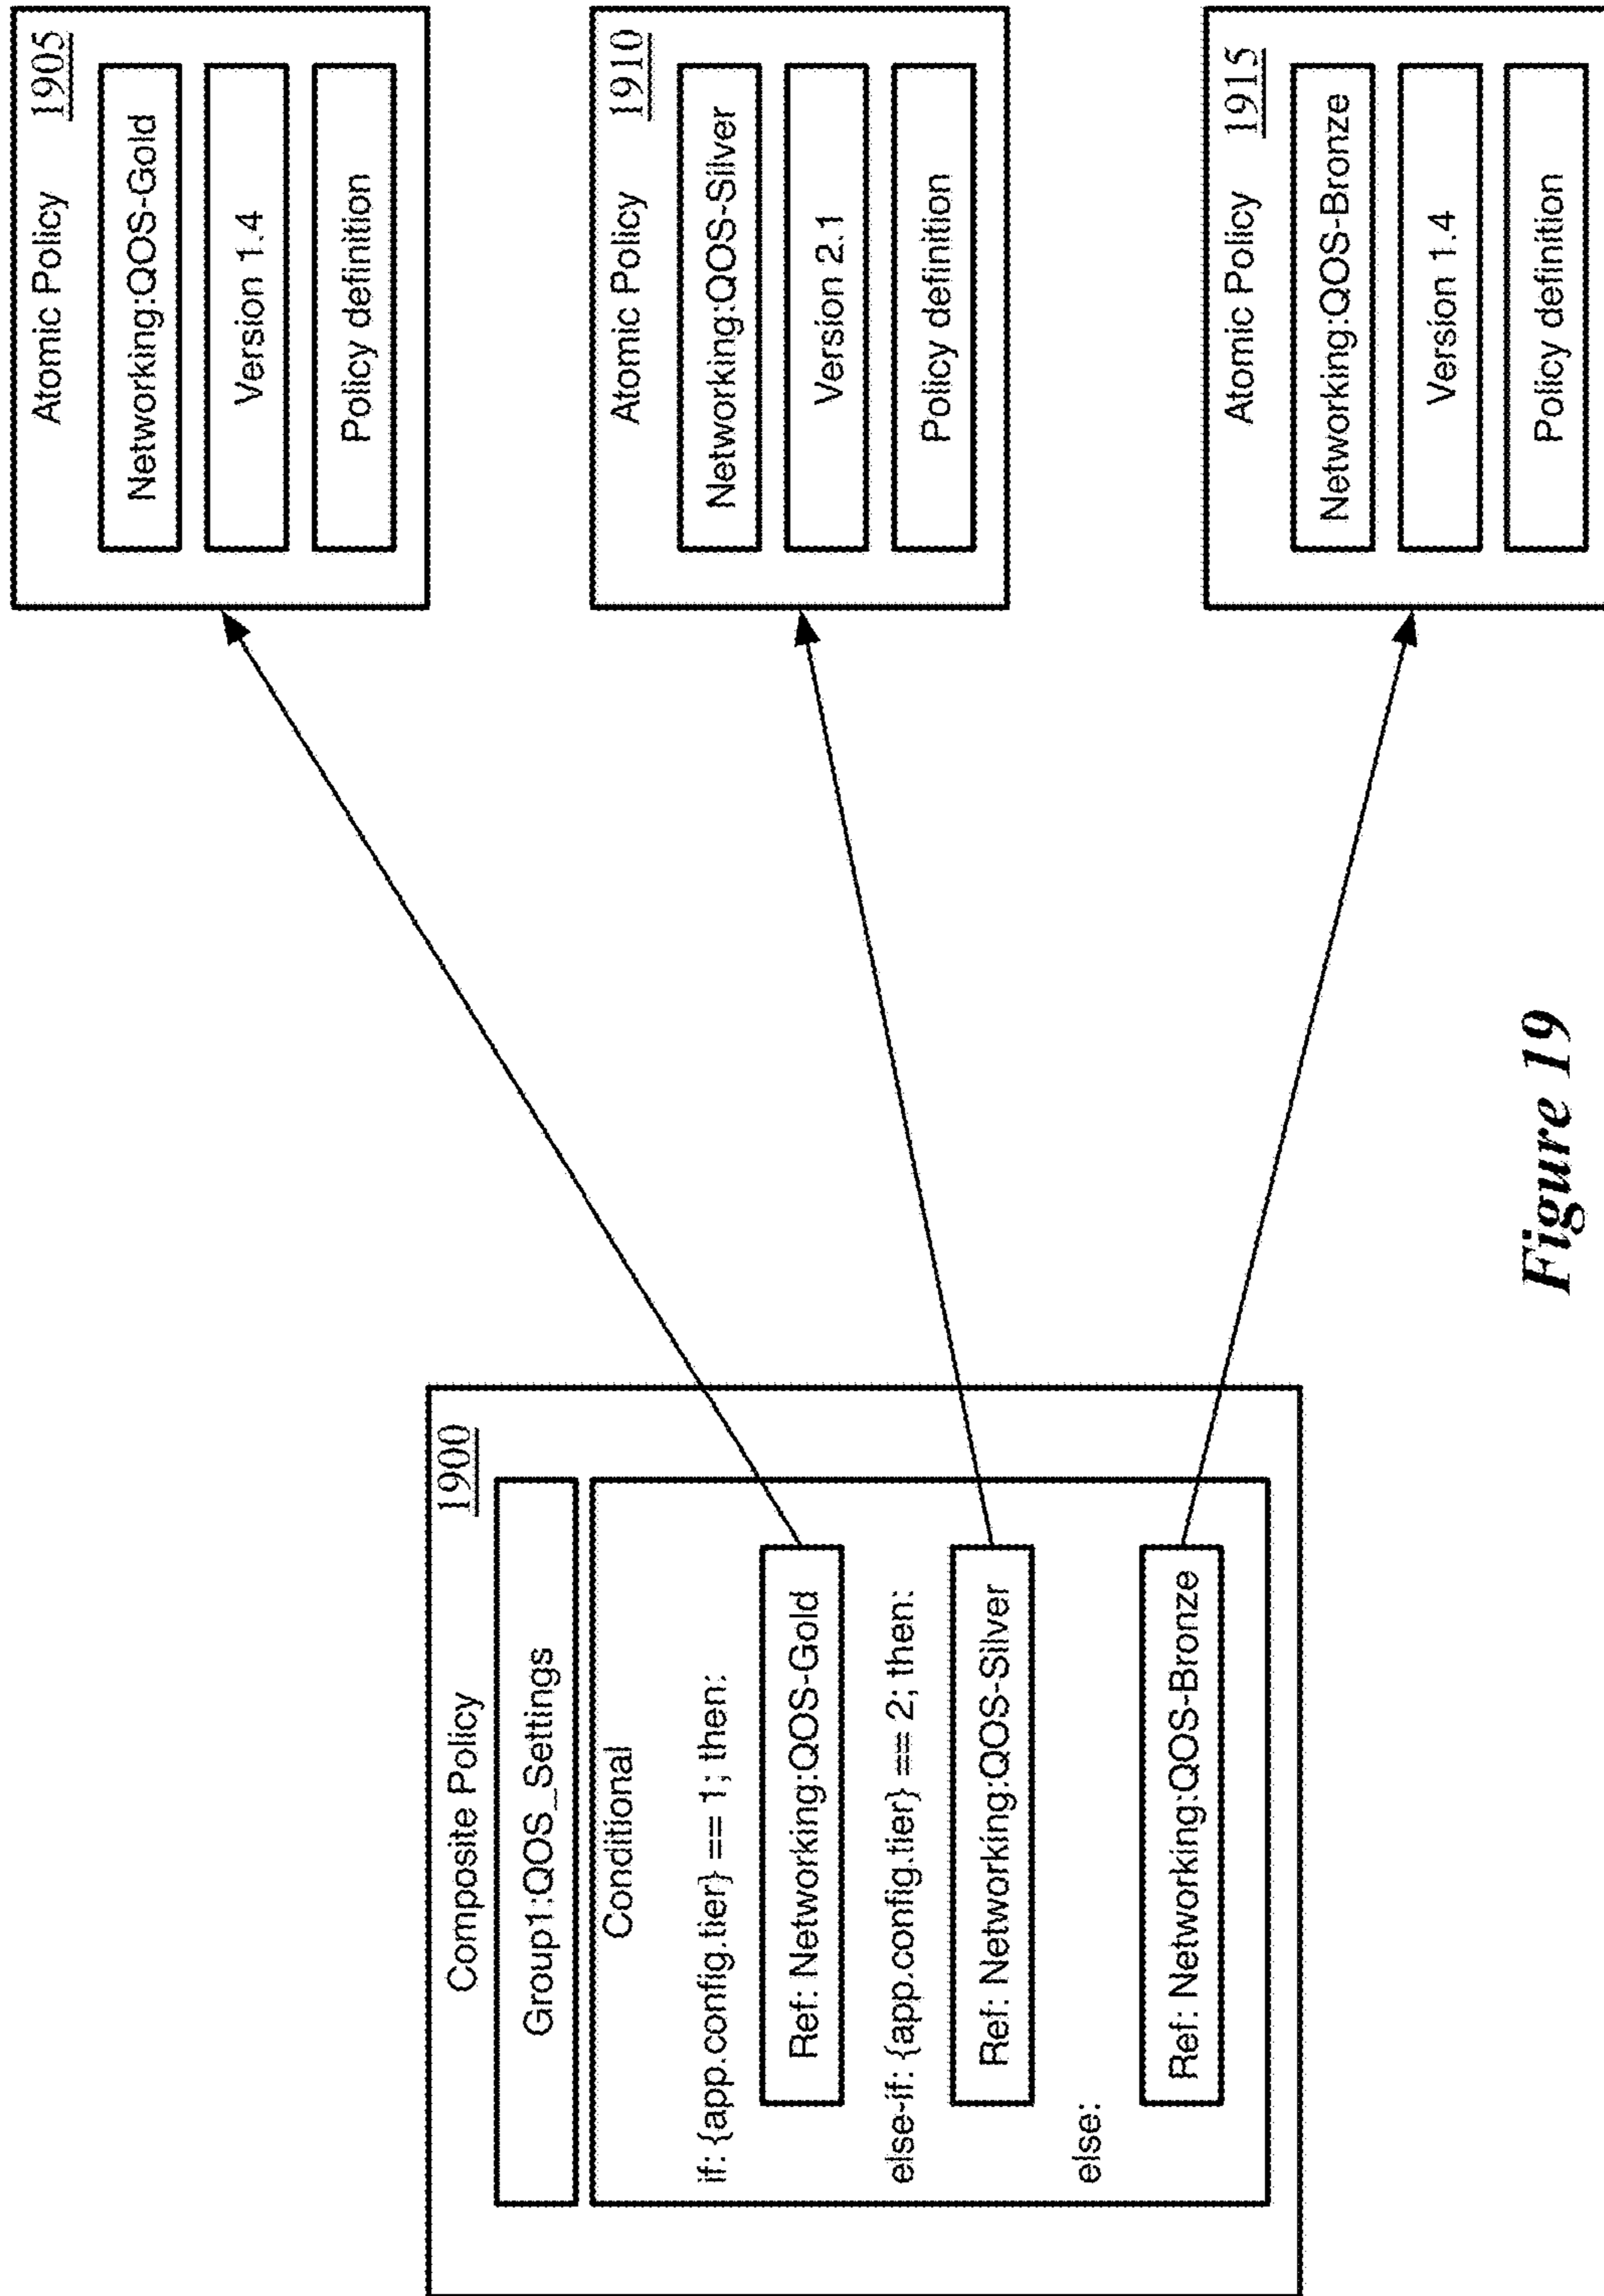 Composite Policy 1900
Group1:QOS_Settings
Conditional
if: {app.config.tier} == 1; then:
Ref: Networking:QOS-Gold
else-if: {app.config.tier} == 2; then:
Ref: Networking:QOS-Silver
else:
Ref: Networking:QOS-Bronze
Atomic Policy 1905
Networking:QOS-Gold
Version 1.4
Policy definition
Atomic Policy 1910
Networking:QOS-Silver
Version 2.1
Policy definition
Atomic Policy 1915
Networking:QOS-Bronze
Version 1.4
Policy definition
Figure 19